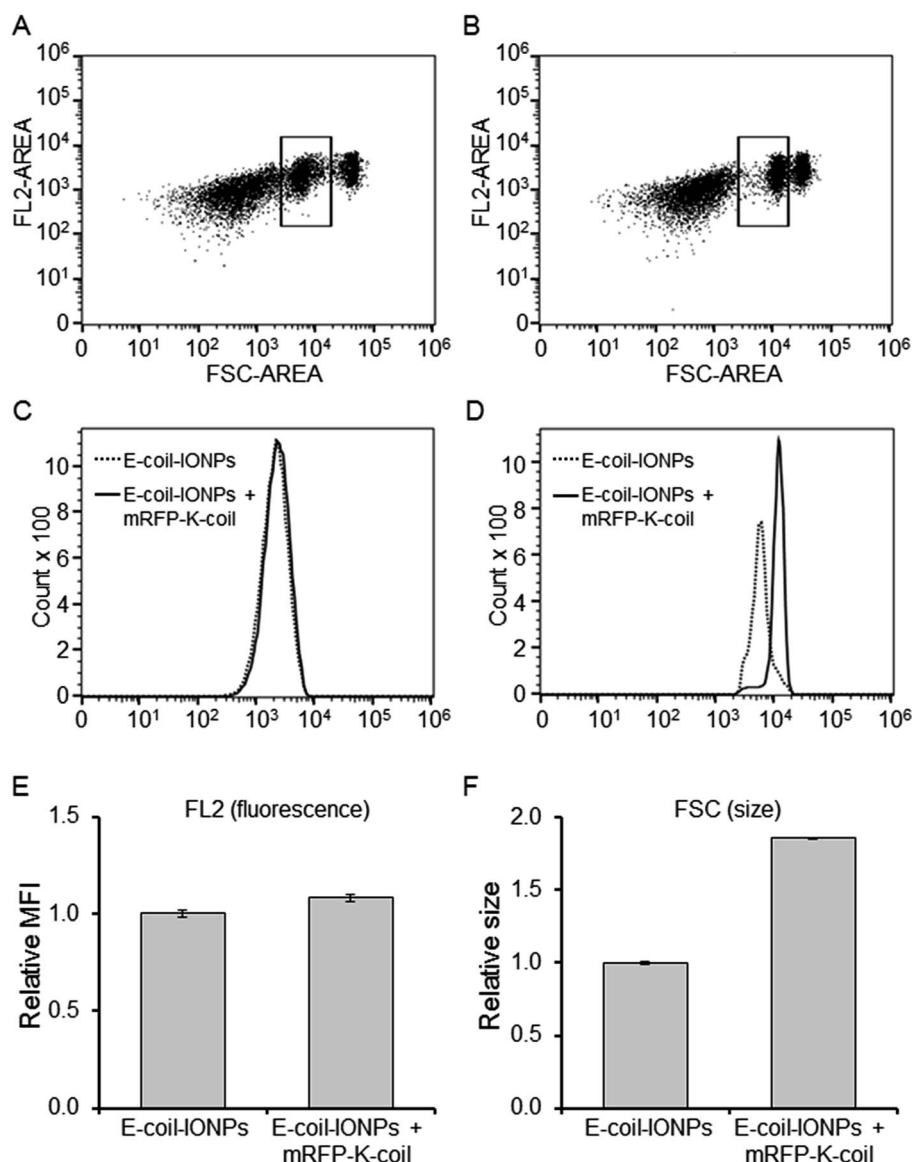 A
10⁶
10⁵
10⁴
10³
10²
10¹
0
FL2-AREA
0 10¹ 10² 10³ 10⁴ 10⁵ 10⁶
FSC-AREA
B
10⁶
10⁵
10⁴
10³
10²
10¹
0
FL2-AREA
0 10¹ 10² 10³ 10⁴ 10⁵ 10⁶
FSC-AREA
C
10
8
6
4
2
0
Count x 100
E-coil-IONPs
E-coil-IONPs +
mRFP-K-coil
0 10¹ 10² 10³ 10⁴ 10⁵ 10⁶
D
10
8
6
4
2
0
Count x 100
E-coil-IONPs
E-coil-IONPs +
mRFP-K-coil
0 10¹ 10² 10³ 10⁴ 10⁵ 10⁶
E
FL2 (fluorescence)
1.5
1.0
0.5
0.0
Relative MFI
E-coil-IONPs
E-coil-IONPs +
mRFP-K-coil
F
FSC (size)
2.0
1.5
1.0
0.5
0.0
Relative size
E-coil-IONPs
E-coil-IONPs +
mRFP-K-coil